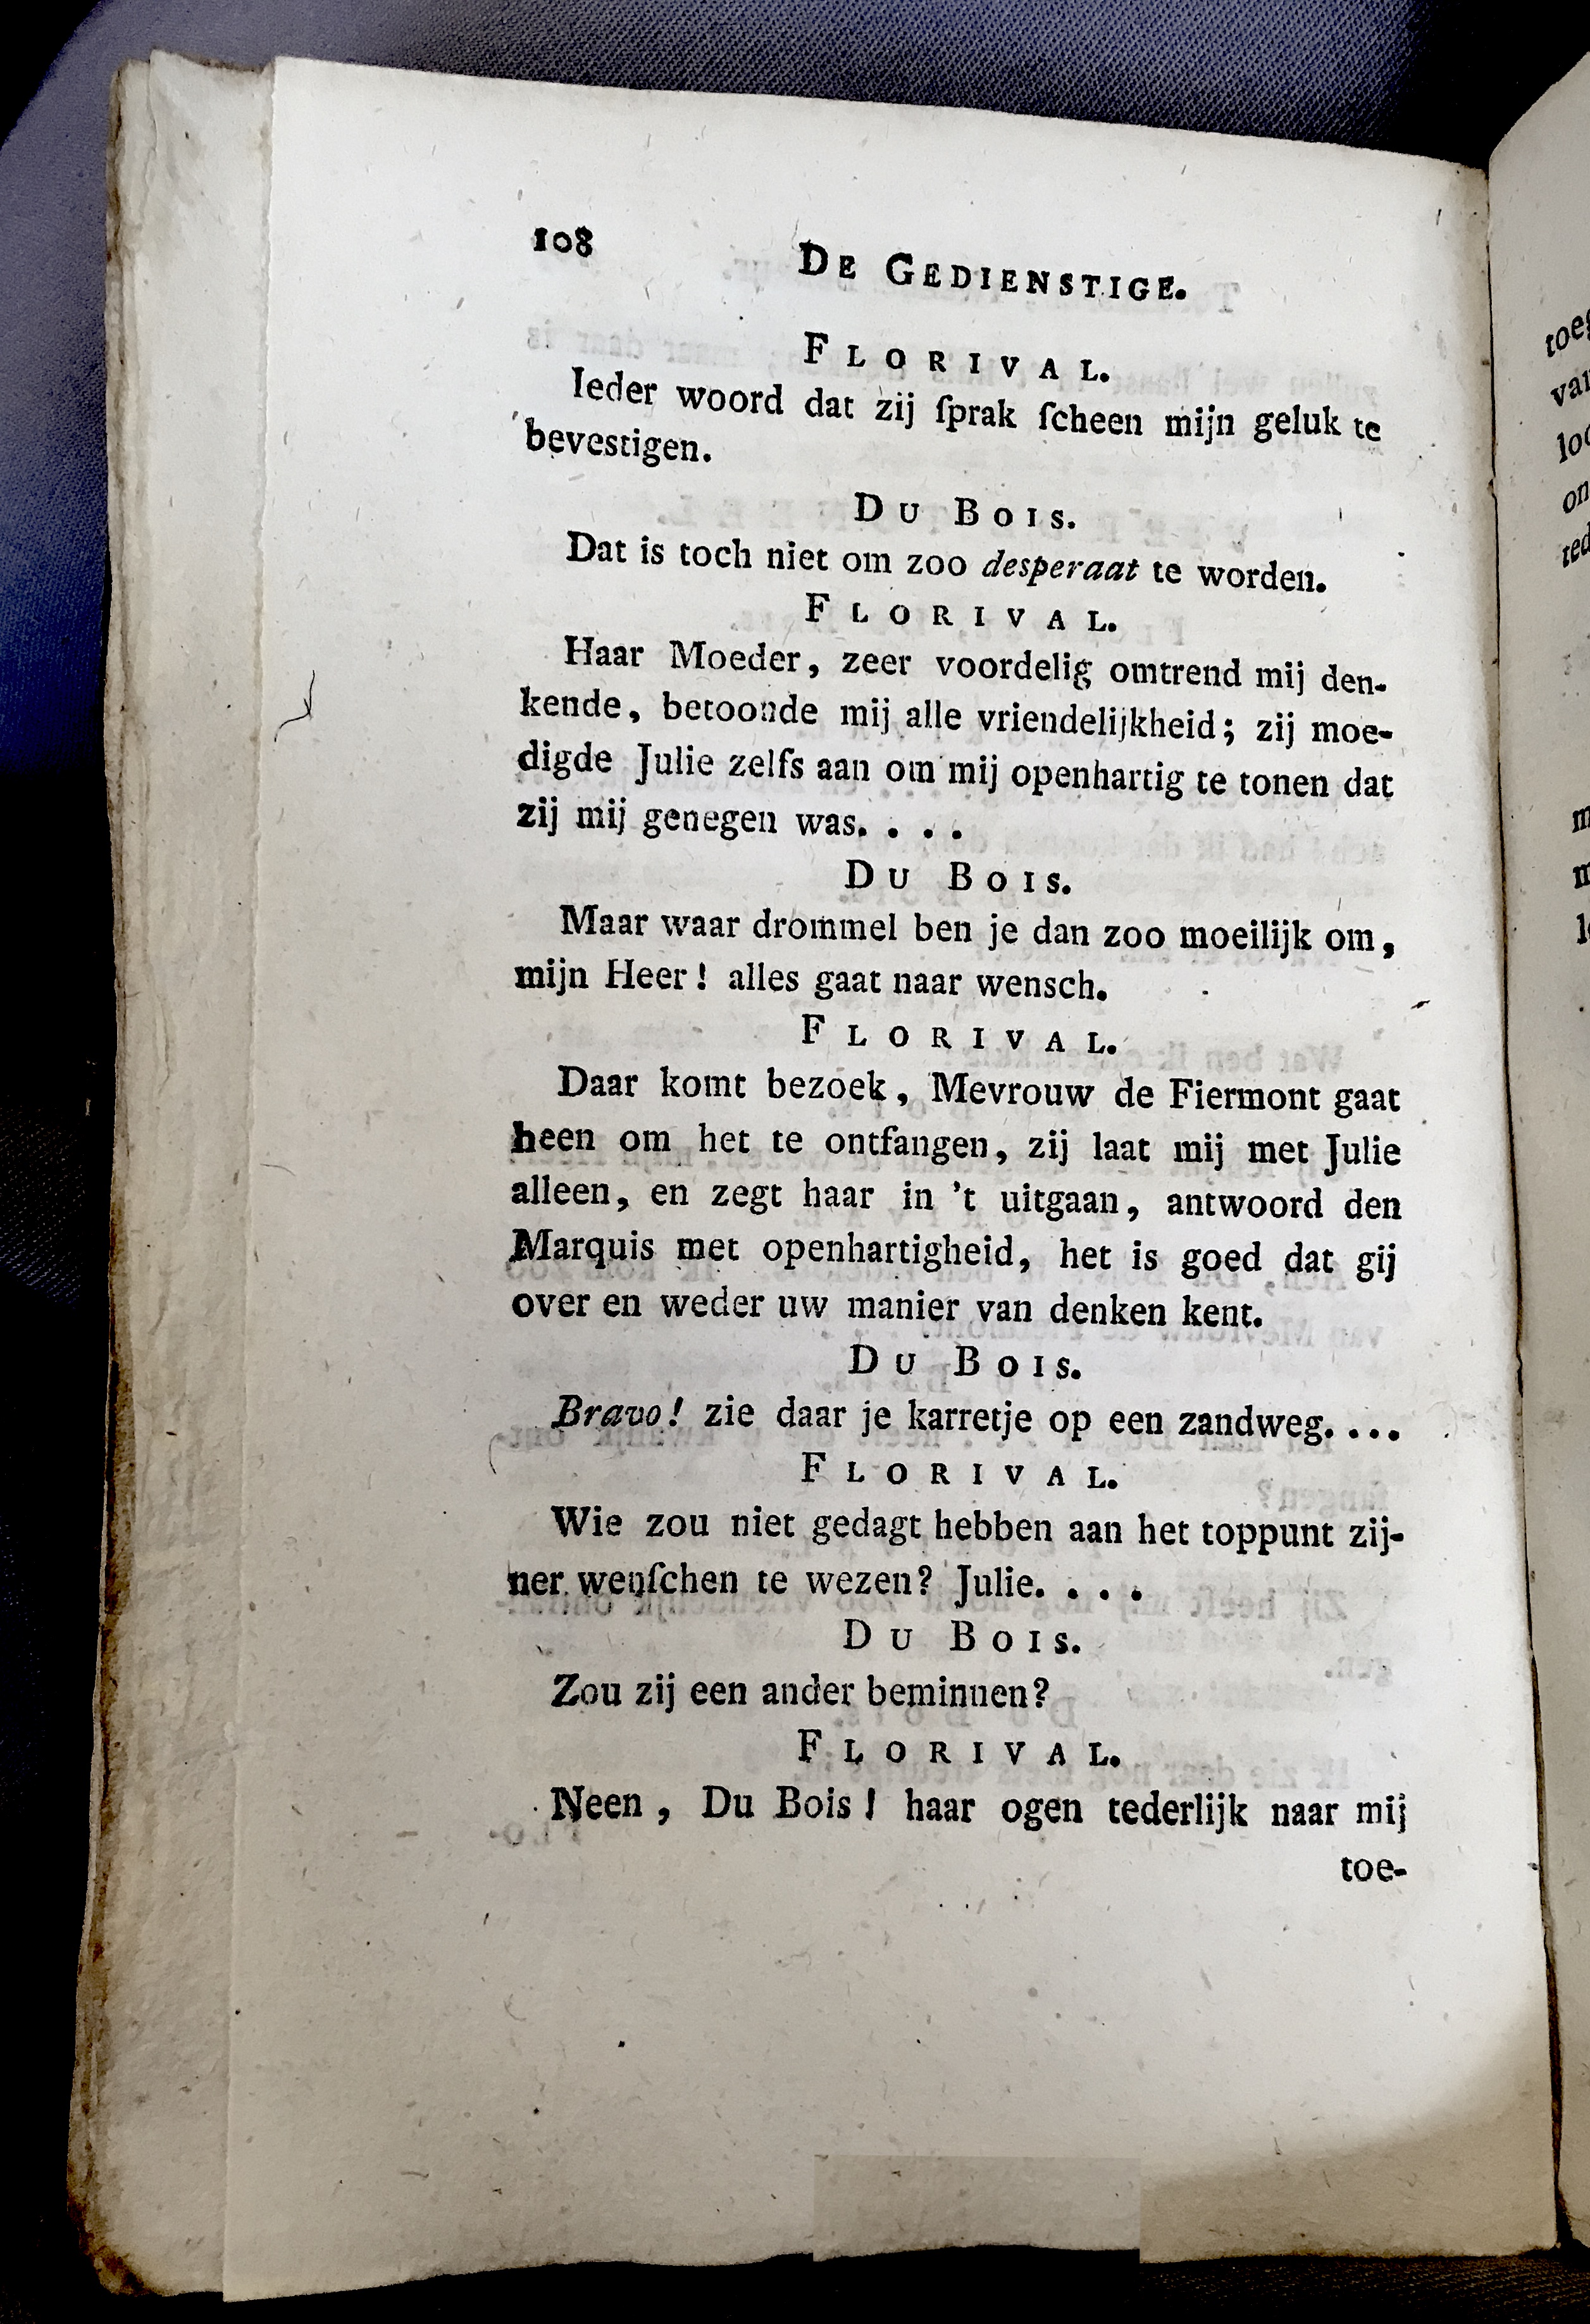 108 DE GEDIENSTIGE.
FLORIVAL.
Ieder woord dat zij ſprak ſcheen mijn geluk te
bevestigen.
DU BOIS.
Dat is toch niet om zoo desperaat te worden.
FLORIVAL.
Haar Moeder, zeer voordelig omtrend mij den-
kende, betoonde mij alle vriendelijkheid; zij moe-
digde Julie zelfs aan om mij openhartig te tonen dat
zij mij genegen was. . . .
DU BOIS.
Maar waar drommel ben je dan zoo moeilijk om,
mijn Heer! alles gaat naar wensch.
FLORIVAL.
Daar komt bezoek, Mevrouw de Fiermont gaat
heen om het te ontfangen, zij laat mij met Julie
alleen, en zegt haar in 't uitgaan, antwoord den
Marquis met openhartigheid, het is goed dat gij
over en weder uw manier van denken kent.
DU BOIS.
Bravo! zie daar je karretje op een zandweg. ...
FLORIVAL.
Wie zou niet gedagt hebben aan het toppunt zij-
ner wenſchen te wezen? Julie. . . .
DU BOIS.
Zou zij een ander beminnen?
FLORIVAL.
Neen, Du Bois! haar ogen tederlijk naar mij
toe-